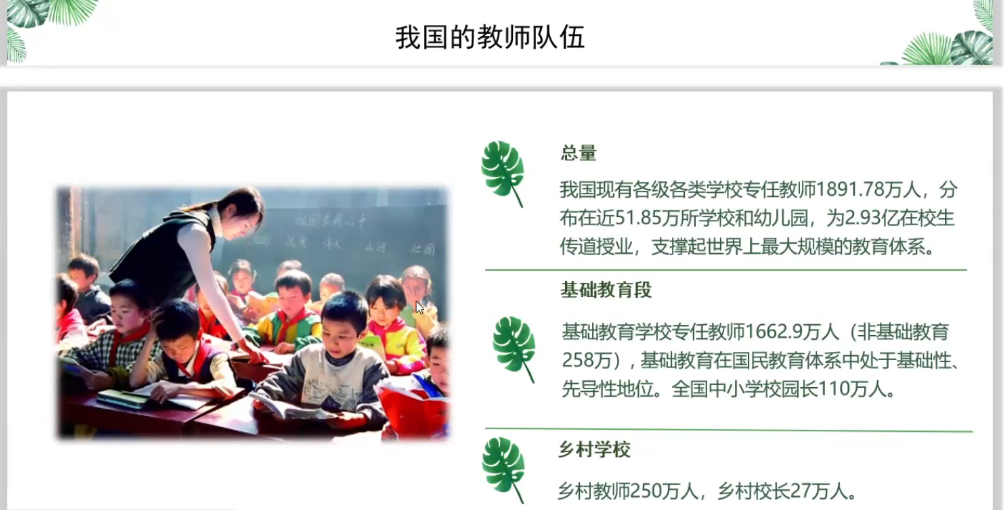 我国的教师队伍
总量
我国现有各级各类学校专任教师1891.78万人，分
布在近51.85万所学校和幼儿园，为2.93亿在校生
传道授业，支撑起世界上最大规模的教育体系。
基础教育段
基础教育学校专任教师1662.9万人（非基础教育
258万），基础教育在国民教育体系中处于基础性、
先导性地位。全国中小学校园长110万人。
乡村学校
乡村教师250万人，乡村校长27万人。